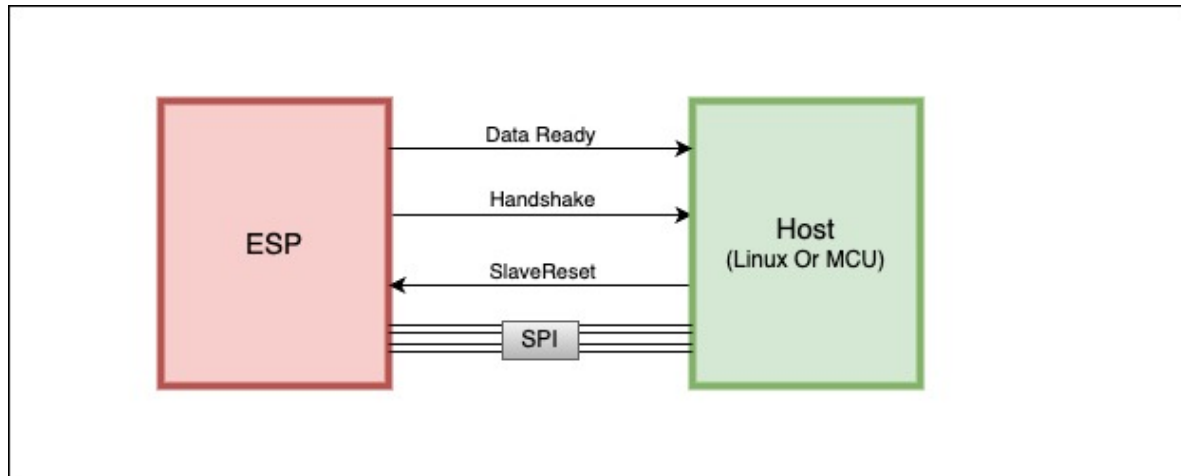 Data Ready
Handshake
ESP
Host
(Linux Or MCU)
SlaveReset
SPI